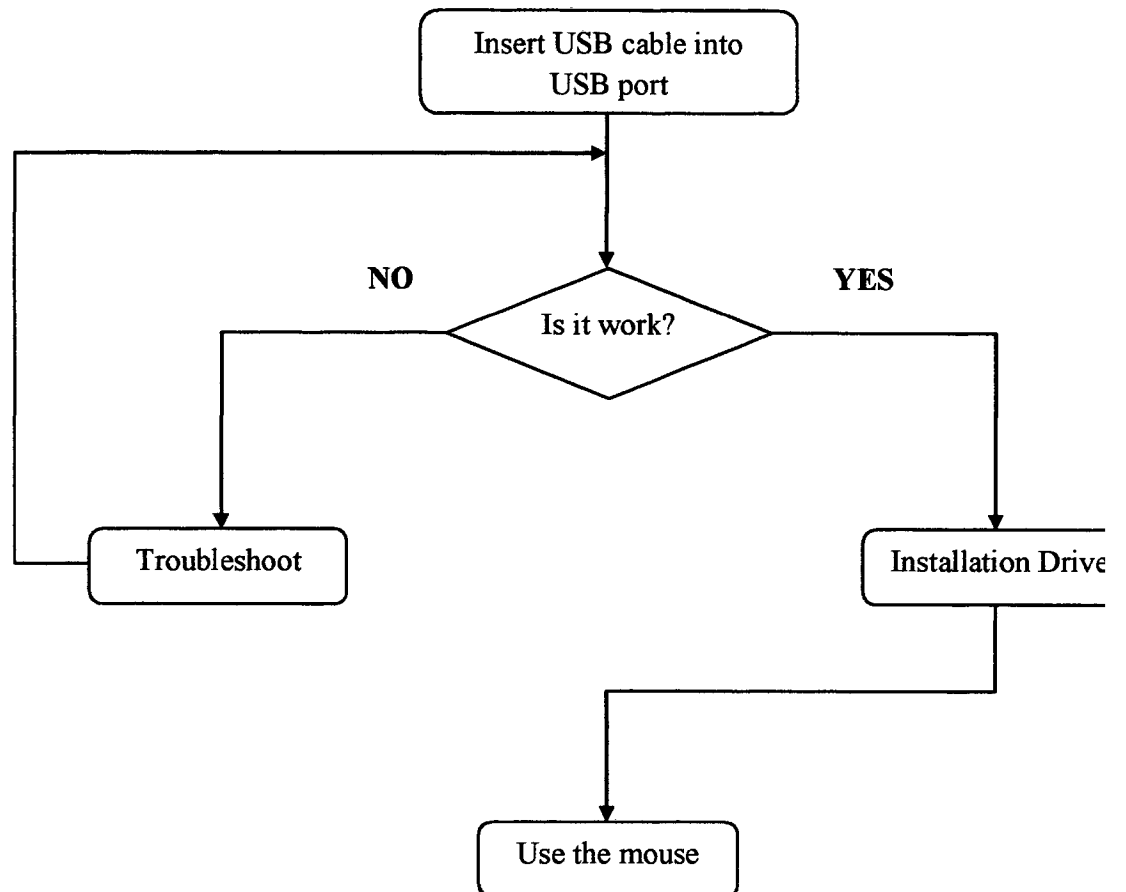 Insert USB cable into
USB port
NO
YES
Is it work?
Troubleshoot
Installation Drive
Use the mouse